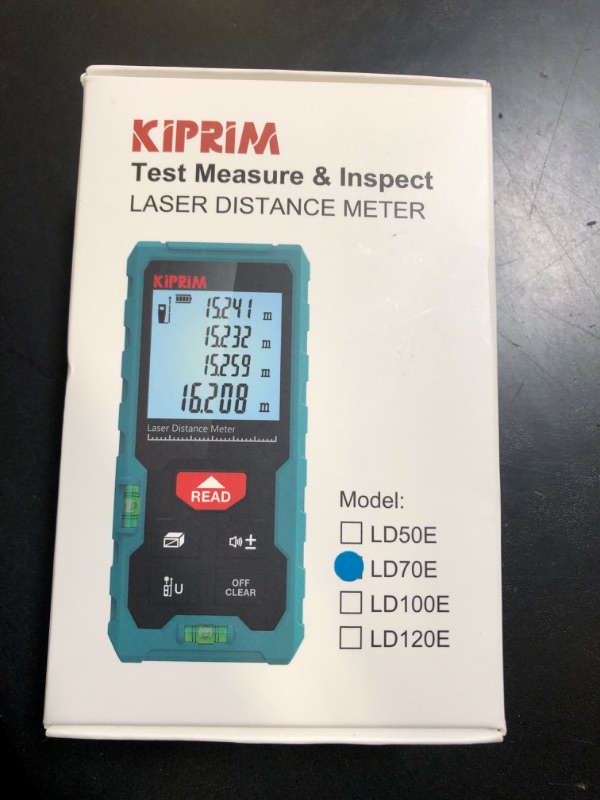 KIPRIM
Test Measure & Inspect
LASER DISTANCE METER
KIPRIM
15.241 m
15.232 m
15.259 m
16.208 m
Laser Distance Meter
READ
±
U
OFF
CLEAR
Model:
LD50E
LD70E
LD100E
LD120E